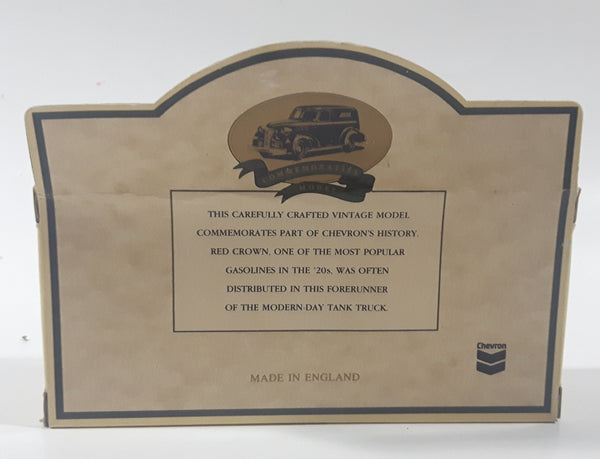 COMMEMORATIVE
MODEL
THIS CAREFULLY CRAFTED VINTAGE MODEL
COMMEMORATES PART OF CHEVRON'S HISTORY.
RED CROWN, ONE OF THE MOST POPULAR
GASOLINES IN THE '20s, WAS OFTEN
DISTRIBUTED IN THIS FORERUNNER
OF THE MODERN-DAY TANK TRUCK.
Chevron
MADE IN ENGLAND